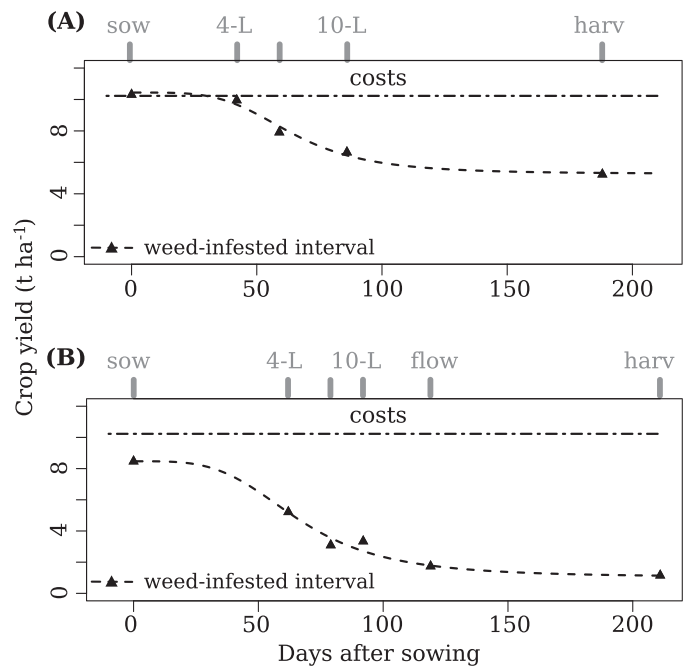 (A)
sow 4-L 10-L harv
costs
8
4
0
weed-infested interval
0 50 100 150 200
Crop yield (t ha⁻¹)
(B)
sow 4-L 10-L flow harv
costs
8
4
0
weed-infested interval
0 50 100 150 200
Days after sowing